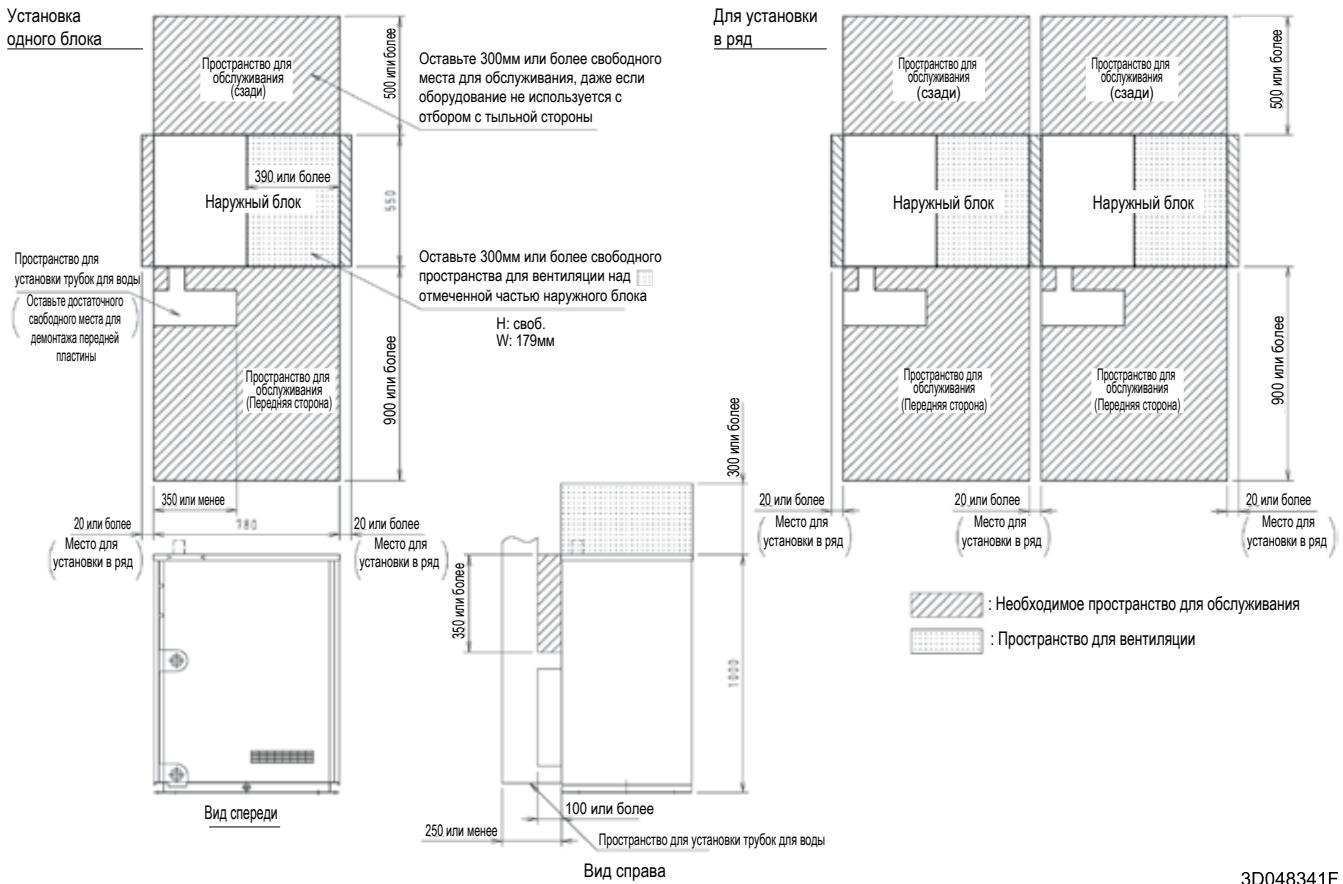 Установка
одного блока
Пространство для
обслуживания
(сзади)
500 или более
Оставьте 300мм или более свободного
места для обслуживания, даже если
оборудование не используется с
отбором с тыльной стороны
390 или более
Наружный блок
550
Пространство для
установки трубок для воды
(Оставьте достаточного
свободного места для
демонтажа передней
пластины)
Оставьте 300мм или более свободного
пространства для вентиляции над
отмеченной частью наружного блока
H: своб.
W: 179мм
Пространство для
обслуживания
(Передняя сторона)
900 или более
350 или менее
780
20 или более
(Место для
установки в ряд)
20 или более
(Место для
установки в ряд)
Вид спереди
300 или более
350 или более
1000
100 или более
250 или менее
Пространство для установки трубок для воды
Вид справа
Для установки
в ряд
Пространство для
обслуживания
(сзади)
Пространство для
обслуживания
(сзади)
500 или более
Наружный блок
Наружный блок
Пространство для
обслуживания
(Передняя сторона)
Пространство для
обслуживания
(Передняя сторона)
900 или более
20 или более
(Место для
установки в ряд)
20 или более
(Место для
установки в ряд)
20 или более
(Место для
установки в ряд)
: Необходимое пространство для обслуживания
: Пространство для вентиляции
3D048341F